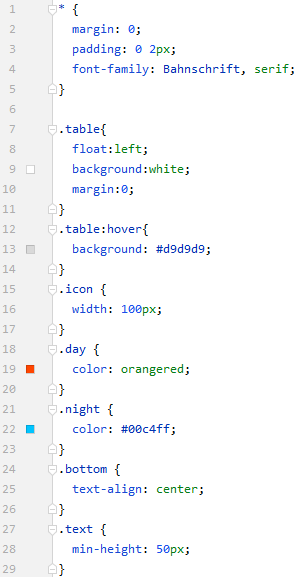 1 * {
2 margin: 0;
3 padding: 0 2px;
4 font-family: Bahnschrift, serif;
5 }
6
7 .table{
8 float:left;
9 background:white;
10 margin:0;
11 }
12 .table:hover{
13 background: #d9d9d9;
14 }
15 .icon {
16 width: 100px;
17 }
18 .day {
19 color: orangered;
20 }
21 .night {
22 color: #00c4ff;
23 }
24 .bottom {
25 text-align: center;
26 }
27 .text {
28 min-height: 50px;
29 }